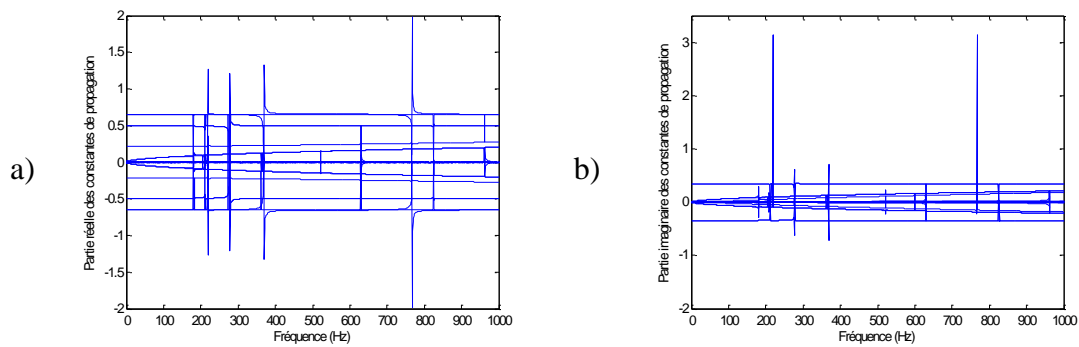 a)
Partie réelle des constantes de propagation
2
1.5
1
0.5
0
-0.5
-1
-1.5
-2
0 100 200 300 400 500 600 700 800 900 1000
Fréquence (Hz)
b)
Partie imaginaire des constantes de propagation
3
2
1
0
-1
-2
0 100 200 300 400 500 600 700 800 900 1000
Fréquence (Hz)